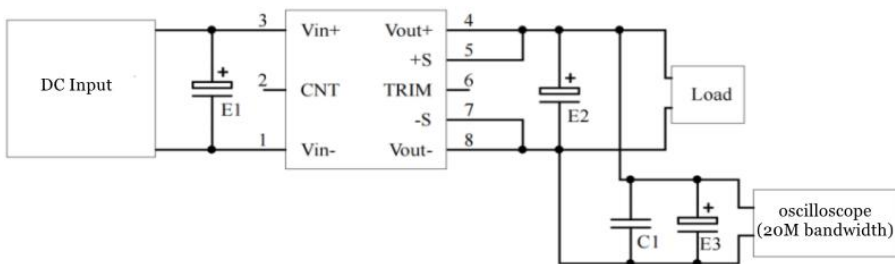 DC Input
+
E1
3
2
1
Vin+
CNT
Vin-
Vout+
+S
TRIM
-S
Vout-
4
5
6
7
8
+
E2
Load
C1
+
E3
oscilloscope
(20M bandwidth)